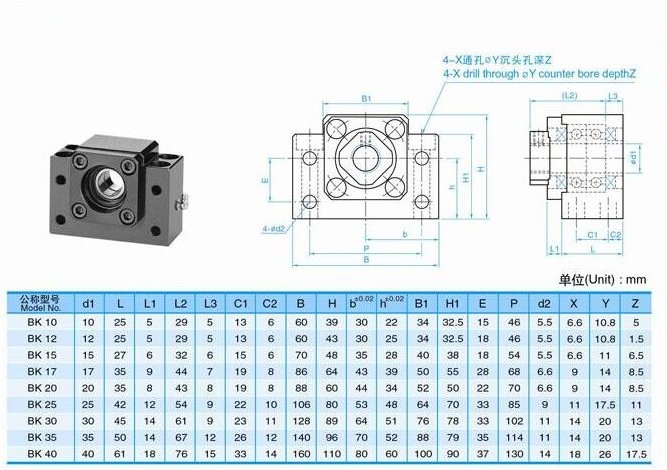 4-X通孔∅Y沉头孔深Z
4-X drill through ∅Y counter bore depthZ
B1
(L2) L3
E h H1 H ød1
4-ød2
b
P
B
C1 C2
L1 L
单位(Unit) : mm
公称型号 Model No. d1 L L1 L2 L3 C1 C2 B H b±0.02 h±0.02 B1 H1 E P d2 X Y Z
BK 10 10 25 5 29 5 13 6 60 39 30 22 34 32.5 15 46 5.5 6.6 10.8 5
BK 12 12 25 5 29 5 13 6 60 43 30 25 34 32.5 18 46 5.5 6.6 10.8 1.5
BK 15 15 27 6 32 6 15 6 70 48 35 28 40 38 18 54 5.5 6.6 11 6.5
BK 17 17 35 9 44 7 19 8 86 64 43 39 50 55 28 68 6.6 9 14 8.5
BK 20 20 35 8 43 8 19 8 88 60 44 34 52 50 22 70 6.6 9 14 8.5
BK 25 25 42 12 54 9 22 10 106 80 53 48 64 70 33 85 9 11 17.5 11
BK 30 30 45 14 61 9 23 11 128 89 64 51 76 78 33 102 11 14 20 13
BK 35 35 50 14 67 12 26 12 140 96 70 52 88 79 35 114 11 14 20 13
BK 40 40 61 18 76 15 33 14 160 110 80 60 100 90 37 130 14 18 26 17.5